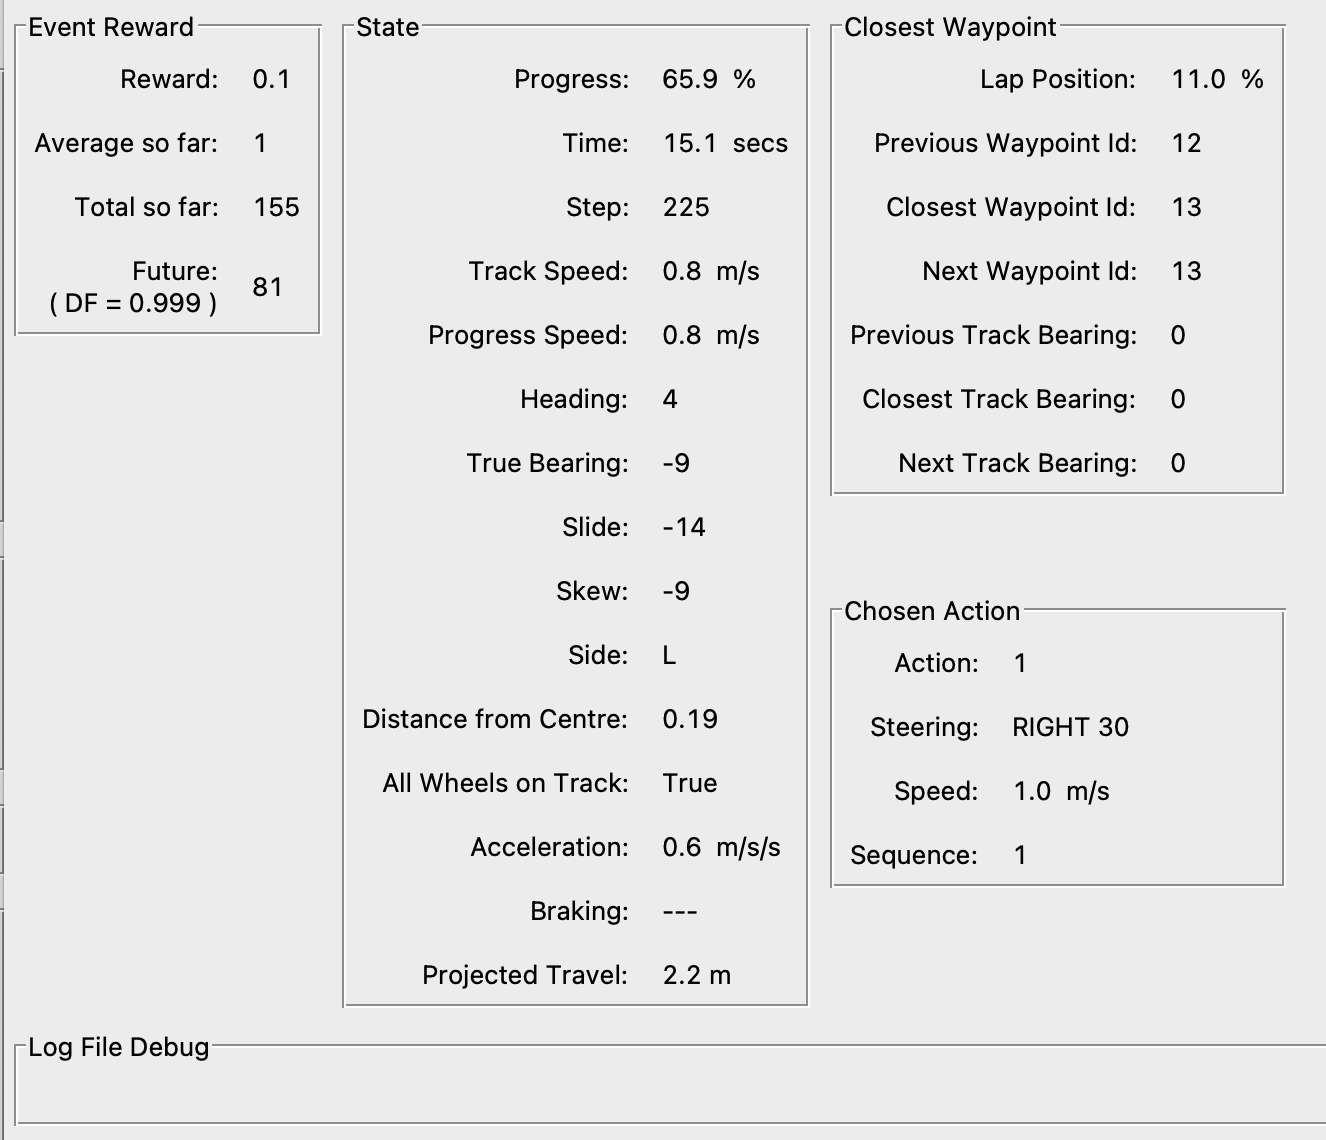 Event Reward
Reward: 0.1
Average so far: 1
Total so far: 155
Future:
( DF = 0.999 ) 81
State
Progress: 65.9 %
Time: 15.1 secs
Step: 225
Track Speed: 0.8 m/s
Progress Speed: 0.8 m/s
Heading: 4
True Bearing: -9
Slide: -14
Skew: -9
Side: L
Distance from Centre: 0.19
All Wheels on Track: True
Acceleration: 0.6 m/s/s
Braking: ---
Projected Travel: 2.2 m
Closest Waypoint
Lap Position: 11.0 %
Previous Waypoint Id: 12
Closest Waypoint Id: 13
Next Waypoint Id: 13
Previous Track Bearing: 0
Closest Track Bearing: 0
Next Track Bearing: 0
Chosen Action
Action: 1
Steering: RIGHT 30
Speed: 1.0 m/s
Sequence: 1
Log File Debug